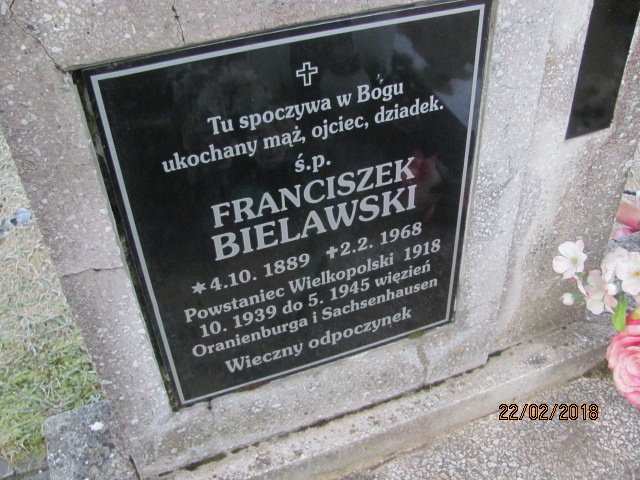 Tu spoczywa w Bogu
ukochany mąż, ojciec, dziadek.
ś.p.
FRANCISZEK
BIELAWSKI
✶4.10. 1889 ✝2.2. 1968
Powstaniec Wielkopolski 1918
10. 1939 do 5. 1945 więzień
Oranienburga i Sachsenhausen
Wieczny odpoczynek
22/02/2018